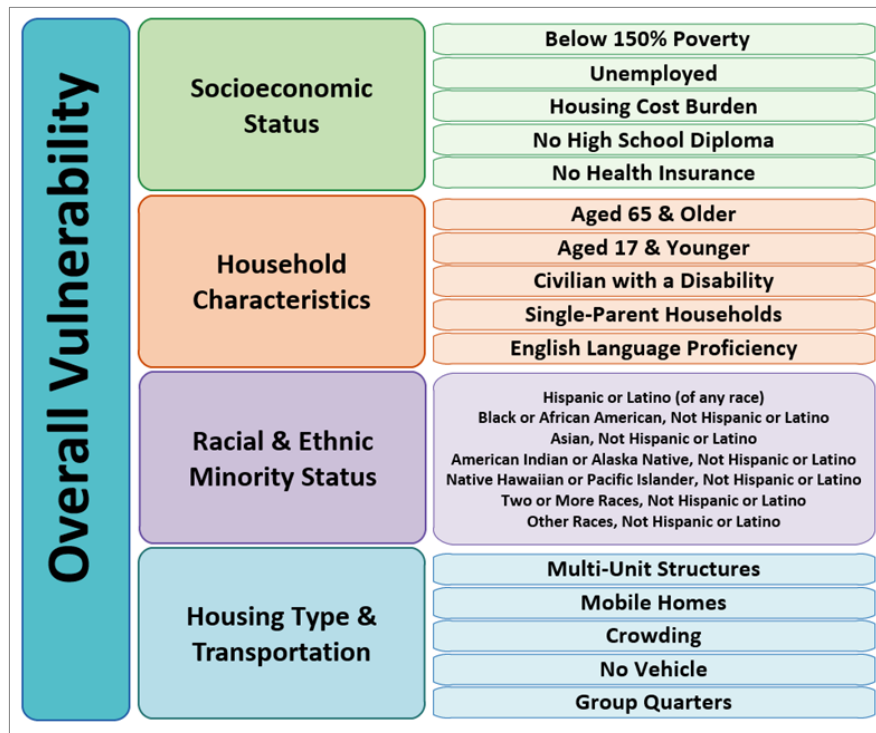 Overall Vulnerability
Socioeconomic
Status
Below 150% Poverty
Unemployed
Housing Cost Burden
No High School Diploma
No Health Insurance
Household
Characteristics
Aged 65 & Older
Aged 17 & Younger
Civilian with a Disability
Single-Parent Households
English Language Proficiency
Racial & Ethnic
Minority Status
Hispanic or Latino (of any race)
Black or African American, Not Hispanic or Latino
Asian, Not Hispanic or Latino
American Indian or Alaska Native, Not Hispanic or Latino
Native Hawaiian or Pacific Islander, Not Hispanic or Latino
Two or More Races, Not Hispanic or Latino
Other Races, Not Hispanic or Latino
Housing Type &
Transportation
Multi-Unit Structures
Mobile Homes
Crowding
No Vehicle
Group Quarters